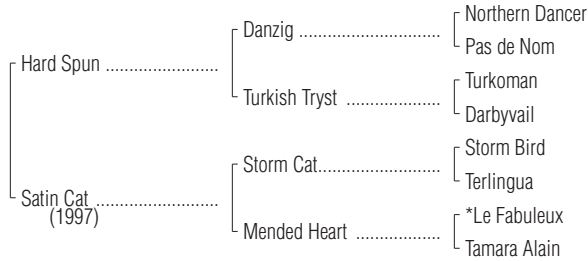 Northern Dancer
Danzig ..............................
Pas de Nom
Hard Spun ........................
Turkoman
Turkish Tryst ....................
Darbyvail
Storm Bird
Storm Cat..........................
Terlingua
Satin Cat ..........................
(1997)
*Le Fabuleux
Mended Heart .................
Tamara Alain